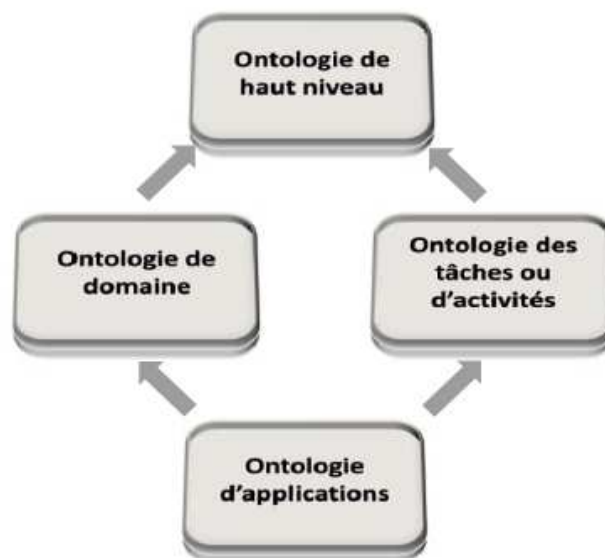 Ontologie de
haut niveau
Ontologie de
domaine
Ontologie des
tâches ou
d’activités
Ontologie
d’applications